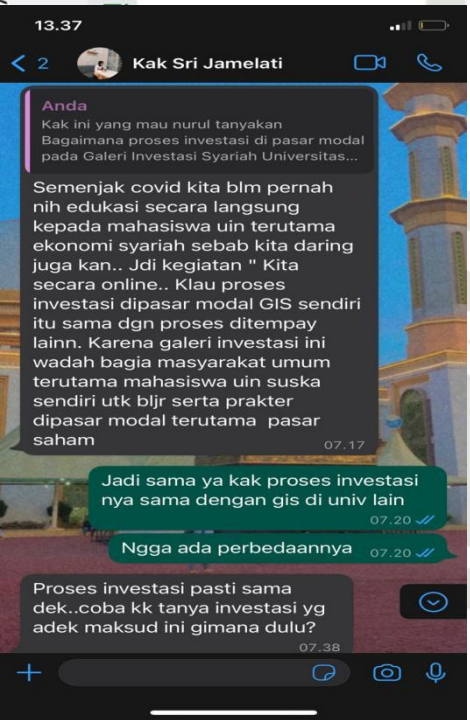 13.37
2
Kak Sri Jamelati
Anda
Kak ini yang mau nurul tanyakan
Bagaimana proses investasi di pasar modal
pada Galeri Investasi Syariah Universitas...
Semenjak covid kita blm pernah
nih edukasi secara langsung
kepada mahasiswa uin terutama
ekonomi syariah sebab kita daring
juga kan.. Jdi kegiatan " Kita
secara online.. Klau proses
investasi dipasar modal GIS sendiri
itu sama dgn proses ditempay
lainn. Karena galeri investasi ini
wadah bagia masyarakat umum
terutama mahasiswa uin suska
sendiri utk bljr serta prakter
dipasar modal terutama pasar
saham
07.17
Jadi sama ya kak proses investasi
nya sama dengan gis di univ lain
07.20
Ngga ada perbedaannya
07.20
Proses investasi pasti sama
dek..coba kk tanya investasi yg
adek maksud ini gimana dulu?
07.38